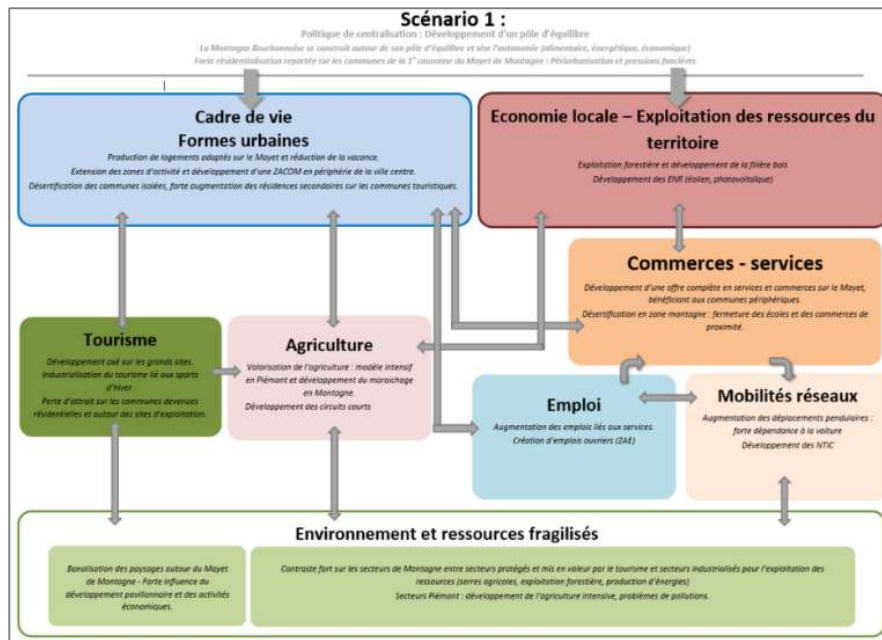 Scénario 1 :
Politique de centralisation : Développement d'un pôle d'équilibre
La Montagne Bourbonnaise se construit autour de son pôle d'équilibre et vise l'autonomie (alimentaire, énergétique, économique)
Forte résidentialisation reportée sur les communes de la 1° couronne du Mayet de Montagne : Périurbanisation et pressions foncières
Cadre de vie
Formes urbaines
Production de logements adaptés sur le Mayet et réduction de la vacance.
Extension des zones d'activité et développement d'une ZACOM en périphérie de la ville centre.
Désertification des communes isolées, forte augmentation des résidences secondaires sur les communes touristiques.
Economie locale – Exploitation des ressources du
territoire
Exploitation forestière et développement de la filière bois
Développement des ENR (éolien, photovoltaïque)
Commerces - services
Développement d'une offre complète en services et commerces sur le Mayet,
bénéficiant aux communes périphériques.
Désertification en zone montagne : fermeture des écoles et des commerces de
proximité.
Tourisme
Développement axé sur les grands sites.
Industrialisation du tourisme lié aux sports
d'hiver.
Perte d'attrait sur les communes devenues
résidentielles et autour des sites d'exploitation.
Agriculture
Valorisation de l'agriculture : modèle intensif
en Piémont et développement du maraichage
en Montagne.
Développement des circuits courts
Emploi
Augmentation des emplois liés aux services.
Création d'emplois ouvriers (ZAE)
Mobilités réseaux
Augmentation des déplacements pendulaires ;
forte dépendance à la voiture
Développement des NTIC
Environnement et ressources fragilisés
Banalisation des paysages autour du Mayet
de Montagne - Forte influence du
développement pavillonnaire et des activités
économiques.
Contraste fort sur les secteurs de Montagne entre secteurs protégés et mis en valeur par le tourisme et secteurs industrialisés pour l'exploitation des
ressources (serres agricoles, exploitation forestière, production d'énergies)
Secteurs Piémont : développement de l'agriculture intensive, problèmes de pollutions.